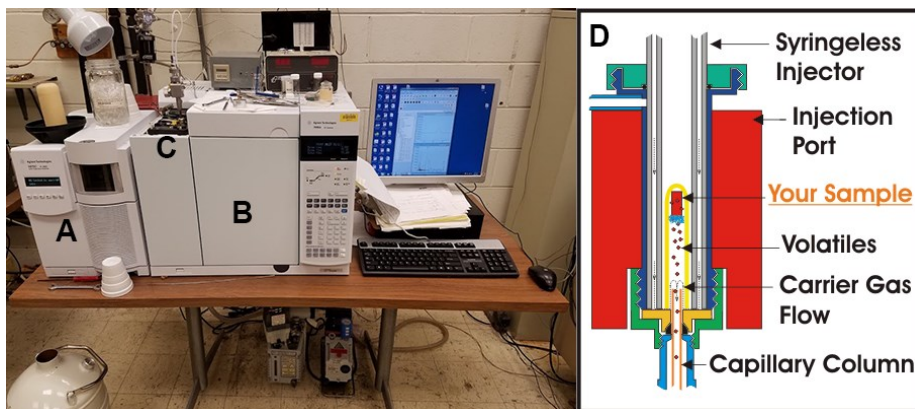 A
C
B
D
Syringeless
Injector
Injection
Port
Your Sample
Volatiles
Carrier Gas
Flow
Capillary Column